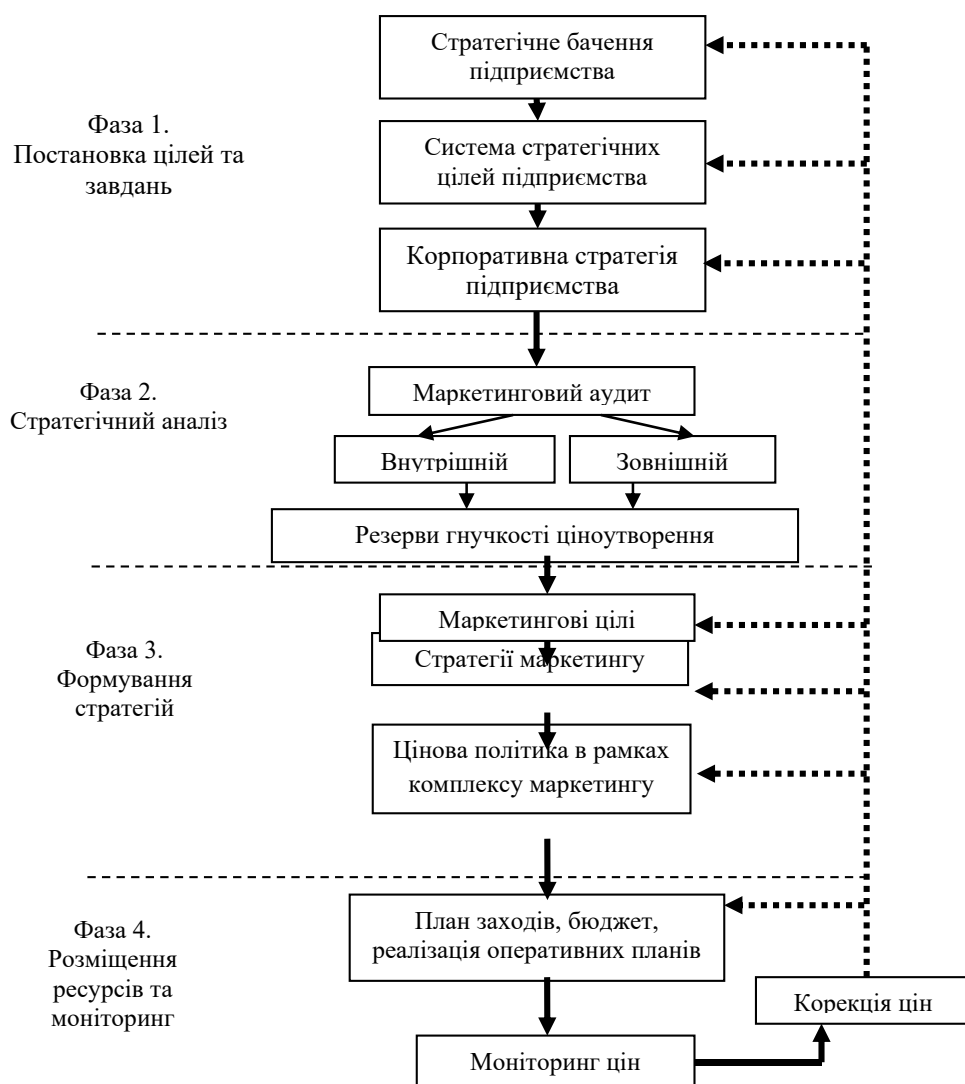 Стратегічне бачення
підприємства
Фаза 1.
Постановка цілей та
завдань
Система стратегічних
цілей підприємства
Корпоративна стратегія
підприємства
Фаза 2.
Стратегічний аналіз
Маркетинговий аудит
Внутрішній
Зовнішній
Резерви гнучкості ціноутворення
Фаза 3.
Формування
стратегій
Маркетингові цілі
Стратегії маркетингу
Цінова політика в рамках
комплексу маркетингу
Фаза 4.
Розміщення
ресурсів та
моніторинг
План заходів, бюджет,
реалізація оперативних планів
Корекція цін
Моніторинг цін